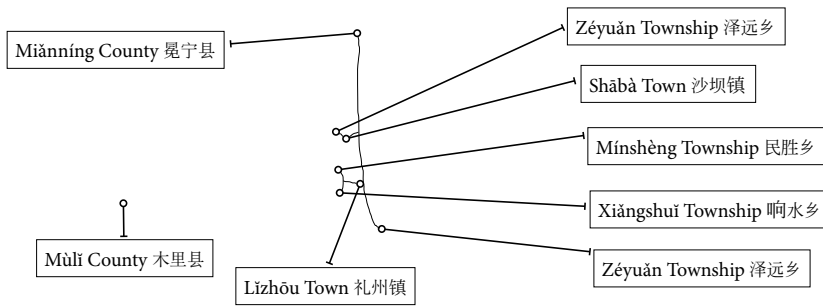 Zéyuǎn Township 泽远乡
Miǎnníng County 冕宁县
Shābà Town 沙坝镇
Mínshèng Township 民胜乡
Xiǎngshuǐ Township 响水乡
Mùlǐ County 木里县
Zéyuǎn Township 泽远乡
Lǐzhōu Town 礼州镇